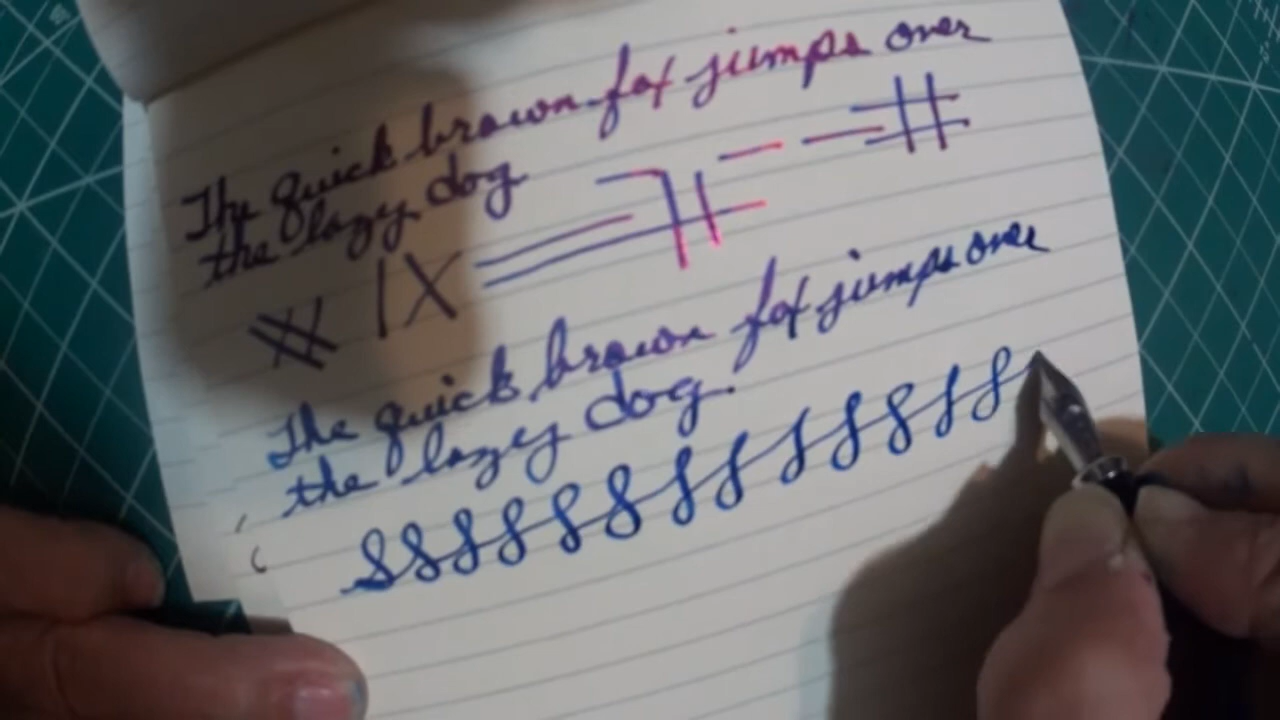 The quick brown fox jumps over
the lazy dog
The quick brown fox jumps over
the lazy dog.